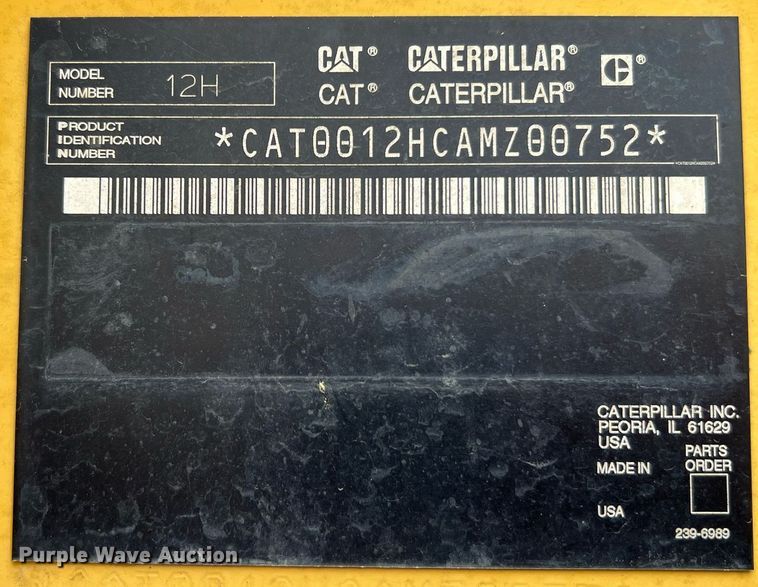 CAT® CATERPILLAR® C®
MODEL NUMBER 12H
CAT® CATERPILLAR®
PRODUCT IDENTIFICATION NUMBER *CAT0012HCAMZ00752*
*CAT0012HCAMZ00752*
CATERPILLAR INC.
PEORIA, IL 61629
USA
PARTS ORDER
MADE IN
USA
239-6989
Purple Wave Auction